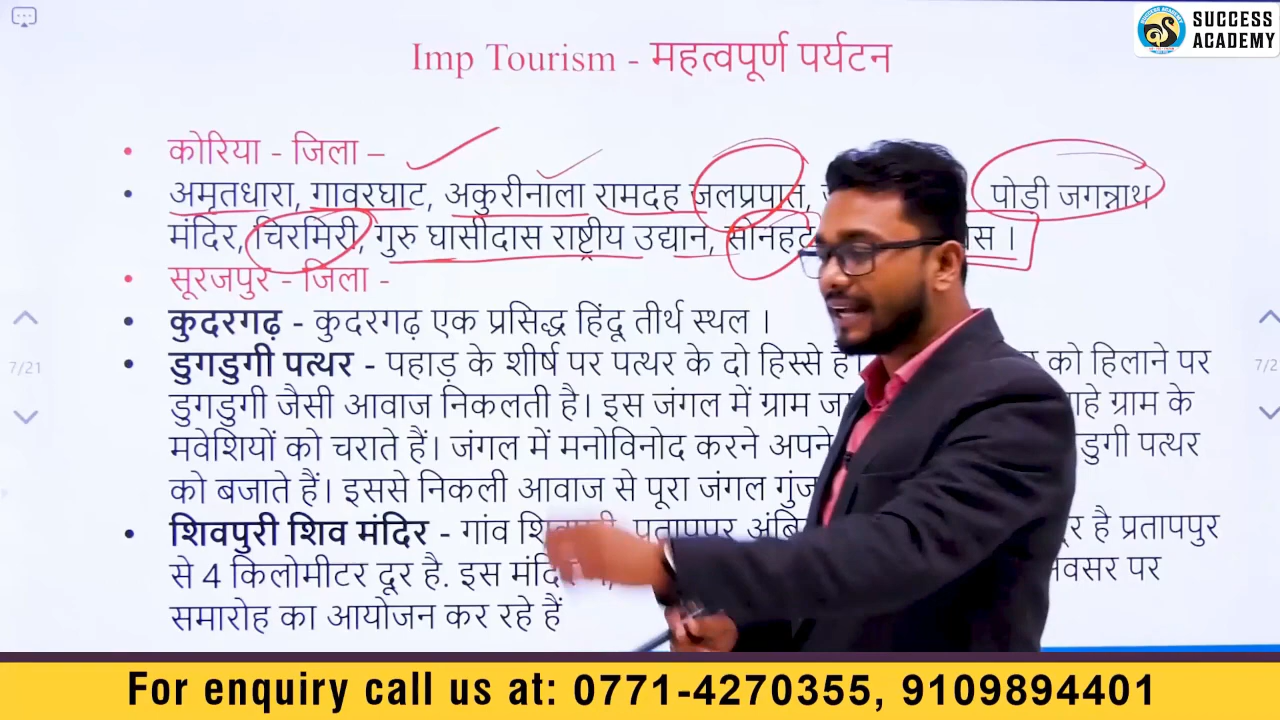 SUCCESS
ACADEMY
Imp Tourism - महत्वपूर्ण पर्यटन
कोरिया - जिला –
अमृतधारा, गावरघाट, अकुरीनाला रामदह जलप्रपात, पोड़ी जगन्नाथ
मंदिर, चिरमिरी, गुरु घासीदास राष्ट्रीय उद्यान, सोनहट
सूरजपुर - जिला -
कुदरगढ़ - कुदरगढ़ एक प्रसिद्ध हिंदू तीर्थ स्थल ।
डुगडुगी पत्थर - पहाड़ के शीर्ष पर पत्थर के दो हिस्से है। को हिलाने पर
7/21
डुगडुगी जैसी आवाज निकलती है। इस जंगल में ग्राम के
मवेशियों को चराते हैं। जंगल में मनोविनोद करने अपने पत्थर
को बजाते हैं। इससे निकली आवाज से पूरा जंगल
शिवपुरी शिव मंदिर - गांव है प्रतापपुर
से 4 किलोमीटर दूर है. इस पर
समारोह का आयोजन कर रहे हैं
For enquiry call us at: 0771-4270355, 9109894401